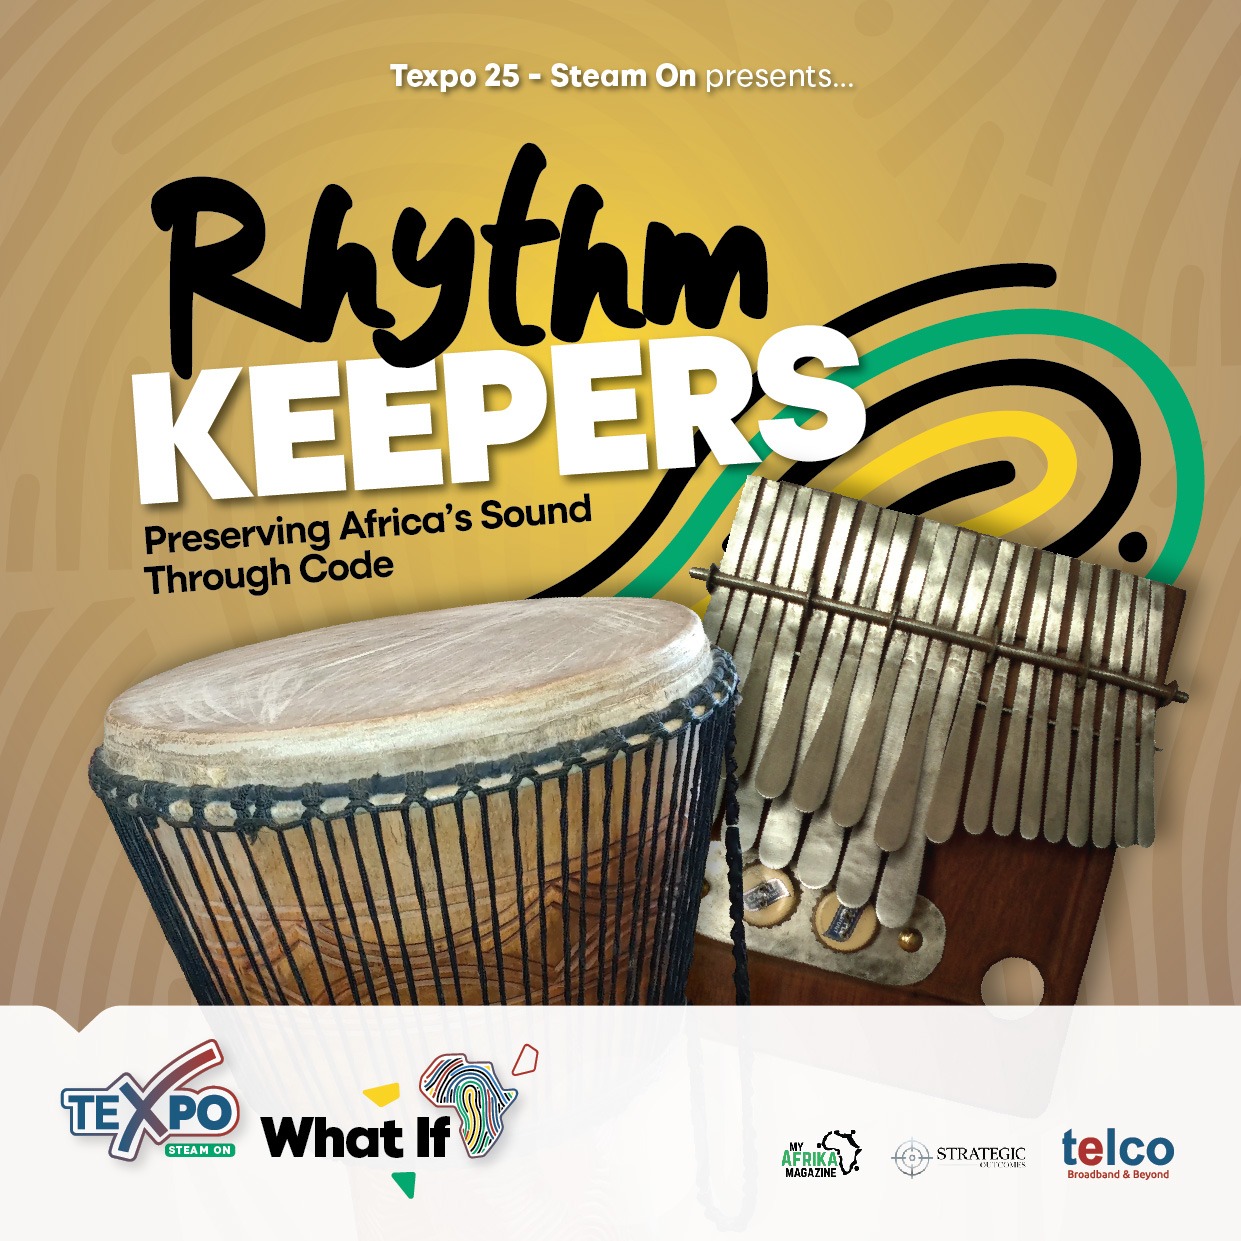 Texpo 25 - Steam On presents...
Rhythm
KEEPERS
Preserving Africa's Sound
Through Code
TEXPO
STEAM ON
What If
MY
AFRIKA
MAGAZINE
STRATEGIC
OUTCOMES
telco
Broadband & Beyond